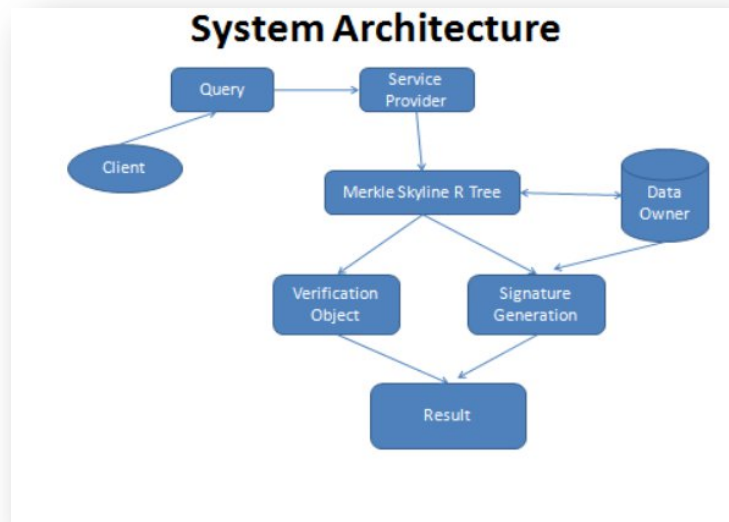 System Architecture
Query
Service
Provider
Client
Merkle Skyline R Tree
Data
Owner
Verification
Object
Signature
Generation
Result